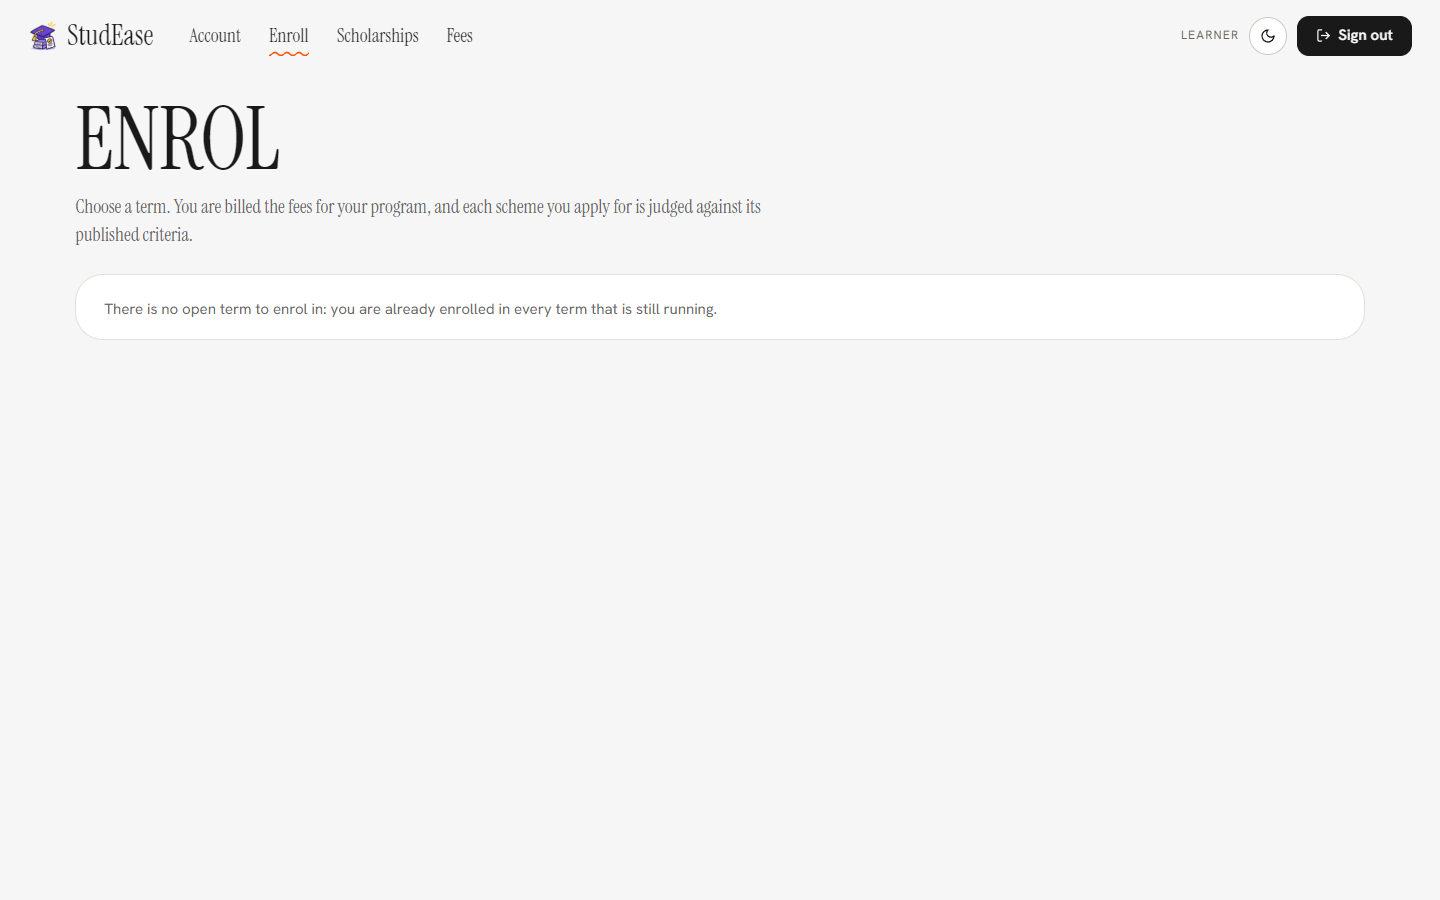 StudEase
Account
Enroll
Scholarships
Fees
LEARNER
Sign out
ENROL
Choose a term. You are billed the fees for your program, and each scheme you apply for is judged against its
published criteria.
There is no open term to enrol in: you are already enrolled in every term that is still running.